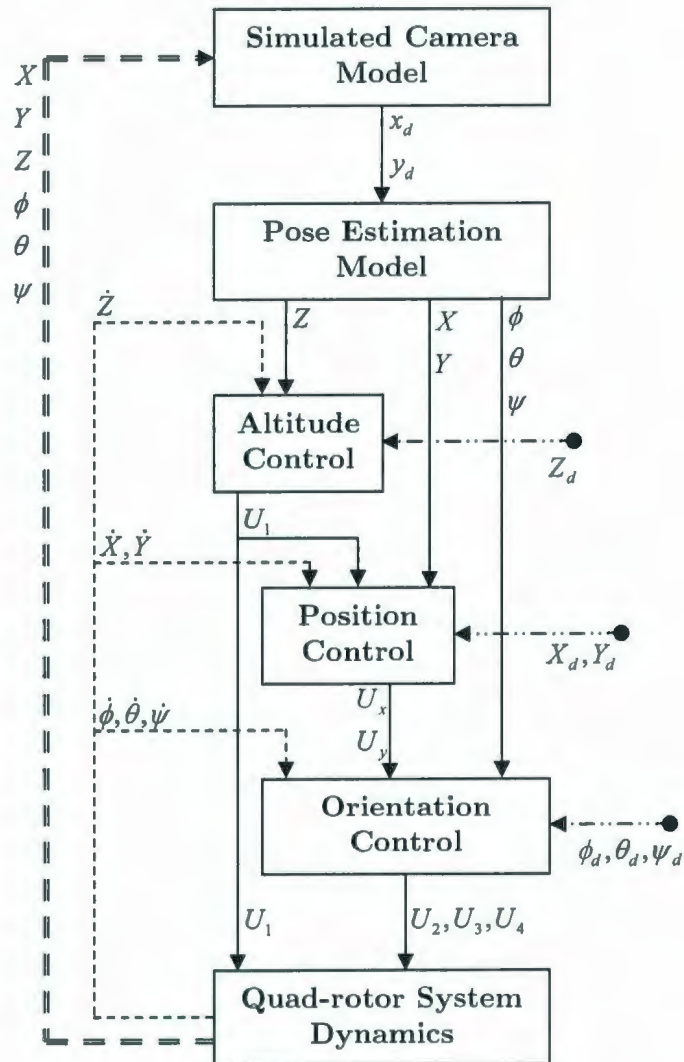 Simulated Camera
Model
X
Y
Z
ϕ
θ
ψ
x_d
y_d
Pose Estimation
Model
Ż
Z
X
Y
ϕ
θ
ψ
Altitude
Control
Z_d
U_1
Ẋ, Ẏ
Position
Control
X_d, Y_d
U_x
U_y
ϕ̇, θ̇, ψ̇
Orientation
Control
ϕ_d, θ_d, ψ_d
U_1
U_2, U_3, U_4
Quad-rotor System
Dynamics